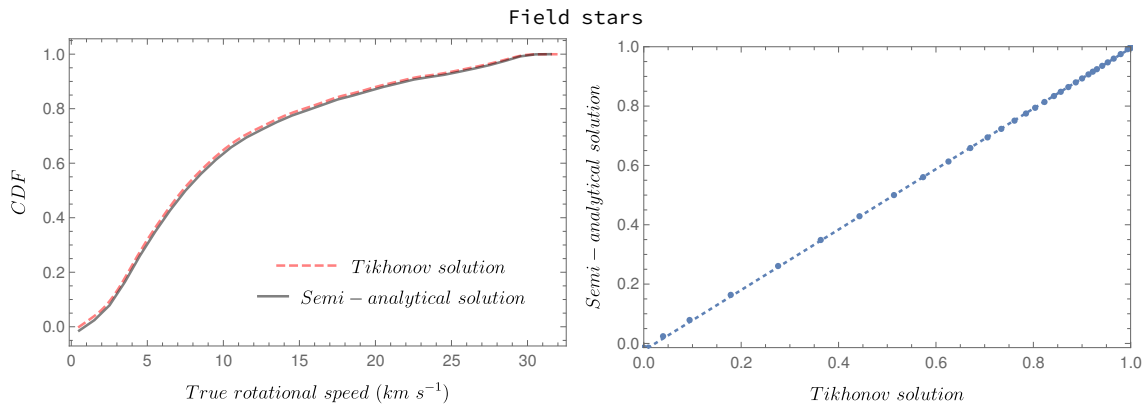 Field stars
1.0
0.8
0.6
0.4
0.2
0.0
CDF
Tikhonov solution
Semi − analytical solution
0 5 10 15 20 25 30
True rotational speed (km s⁻¹)
1.0
0.8
0.6
0.4
0.2
0.0
Semi − analytical solution
0.0 0.2 0.4 0.6 0.8 1.0
Tikhonov solution